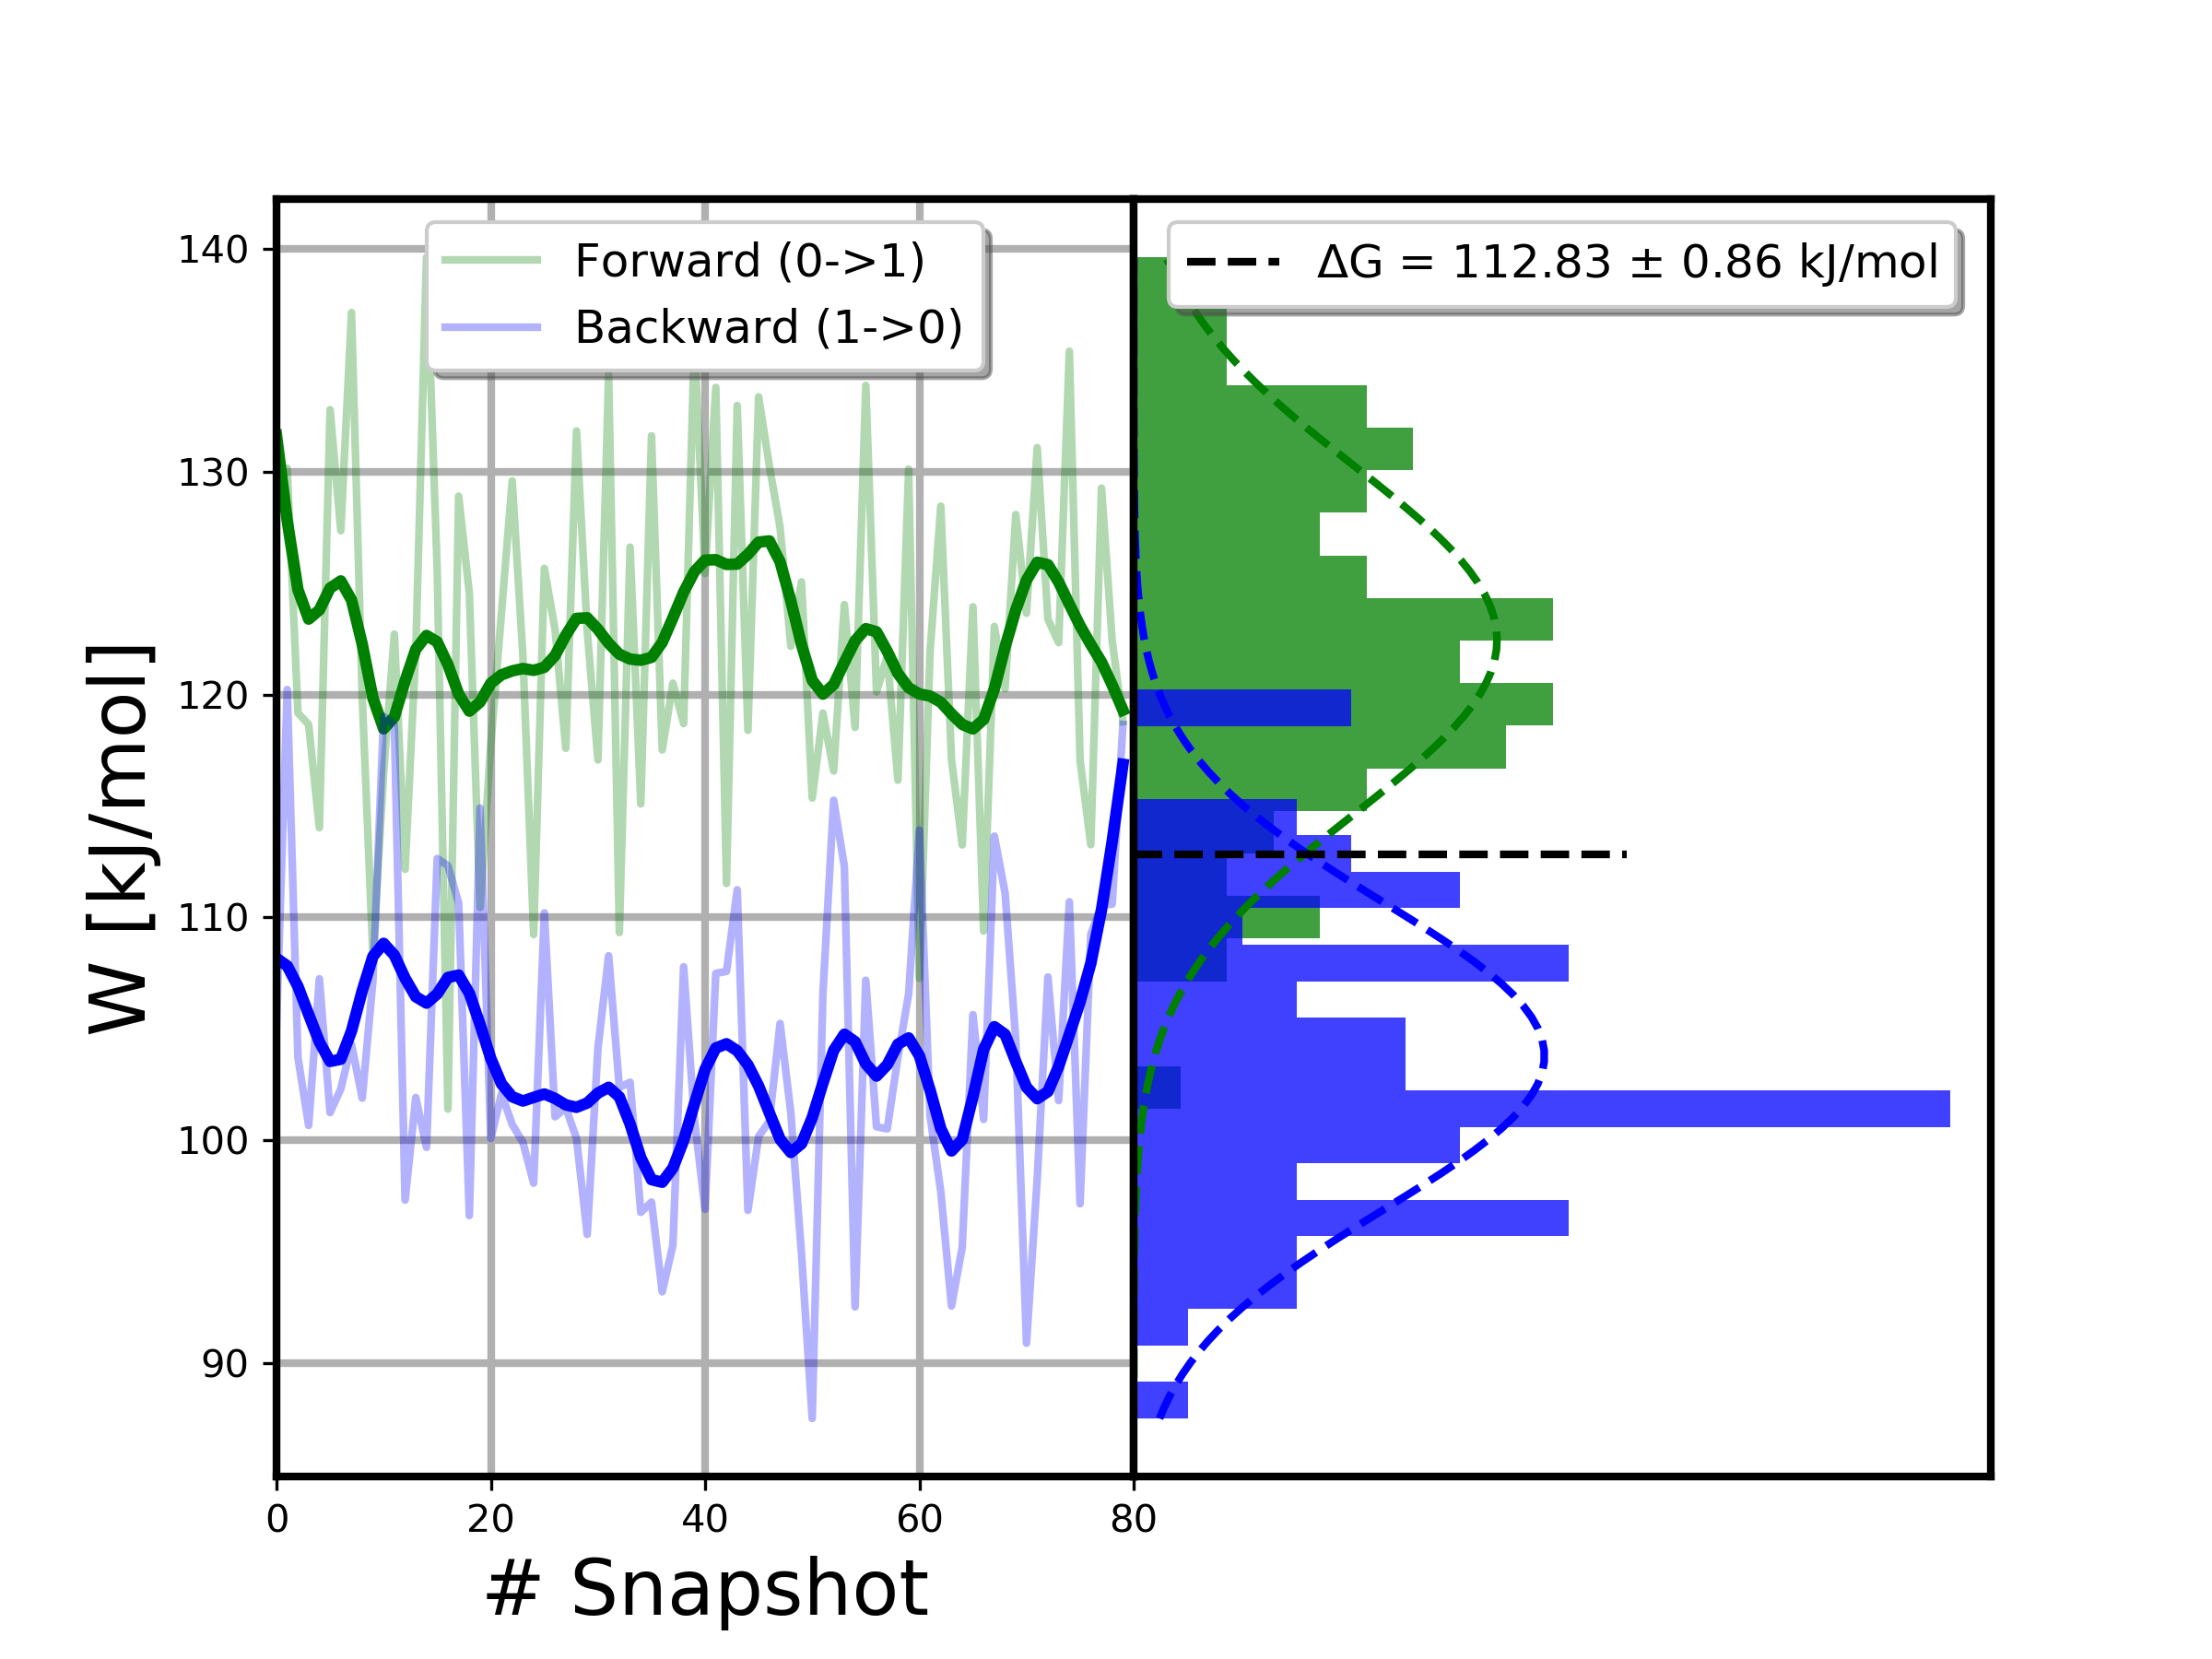 Forward (0->1)
Backward (1->0)
ΔG = 112.83 ± 0.86 kJ/mol
W [kJ/mol]
140
130
120
110
100
90
0 20 40 60 80
# Snapshot